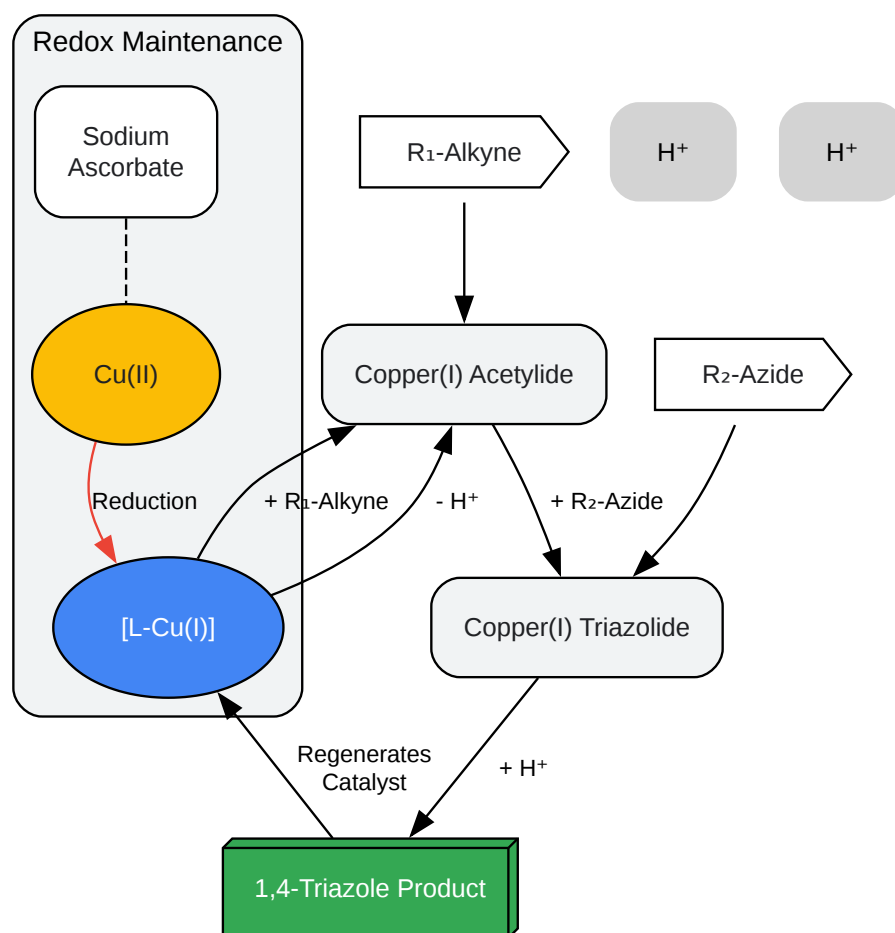 Redox Maintenance
Sodium
Ascorbate
R₁-Alkyne
H⁺
H⁺
Cu(II)
Copper(I) Acetylide
R₂-Azide
Reduction
+ R₁-Alkyne
- H⁺
+ R₂-Azide
[L-Cu(I)]
Copper(I) Triazolide
Regenerates
Catalyst
+ H⁺
1,4-Triazole Product